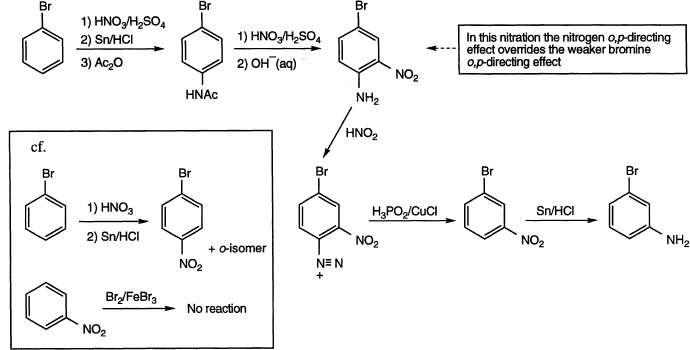 Br
1) HNO3/H2SO4
2) Sn/HCl
3) Ac2O
Br
HNAc
1) HNO3/H2SO4
2) OH−(aq)
Br
NO2
NH2
In this nitration the nitrogen o,p-directing
effect overrides the weaker bromine
o,p-directing effect
HNO2
Br
NO2
N≡N
+
H3PO2/CuCl
Br
NO2
Sn/HCl
Br
NH2
cf.
Br
1) HNO3
2) Sn/HCl
Br
NO2
+ o-isomer
NO2
Br2/FeBr3
No reaction